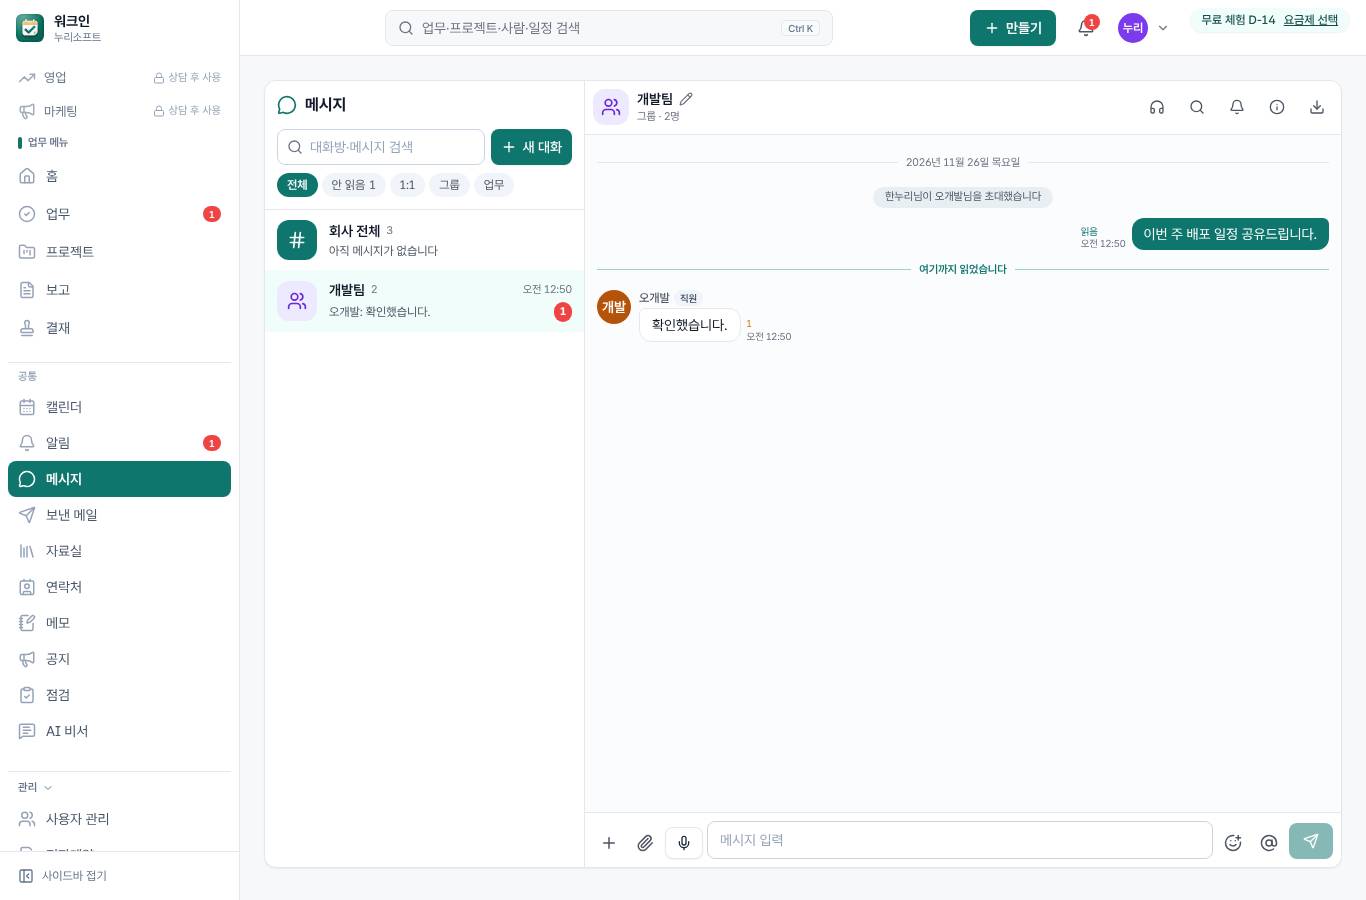 워크인
누리소프트
업무·프로젝트·사람·일정 검색
Ctrl K
만들기
1
누리
무료 체험 D-14 요금제 선택
영업
상담 후 사용
마케팅
상담 후 사용
업무 메뉴
홈
업무
1
프로젝트
보고
결재
공통
캘린더
알림
1
메시지
보낸 메일
자료실
연락처
메모
공지
점검
AI 비서
관리
사용자 관리
사이드바 접기
메시지
대화방·메시지 검색
새 대화
전체
안 읽음 1
1:1
그룹
업무
회사 전체 3
아직 메시지가 없습니다
개발팀 2
오전 12:50
오개발: 확인했습니다.
1
개발팀
그룹 · 2명
2026년 11월 26일 목요일
한누리님이 오개발님을 초대했습니다
읽음
오전 12:50
이번 주 배포 일정 공유드립니다.
여기까지 읽었습니다
개발
오개발 직원
확인했습니다.
1
오전 12:50
메시지 입력